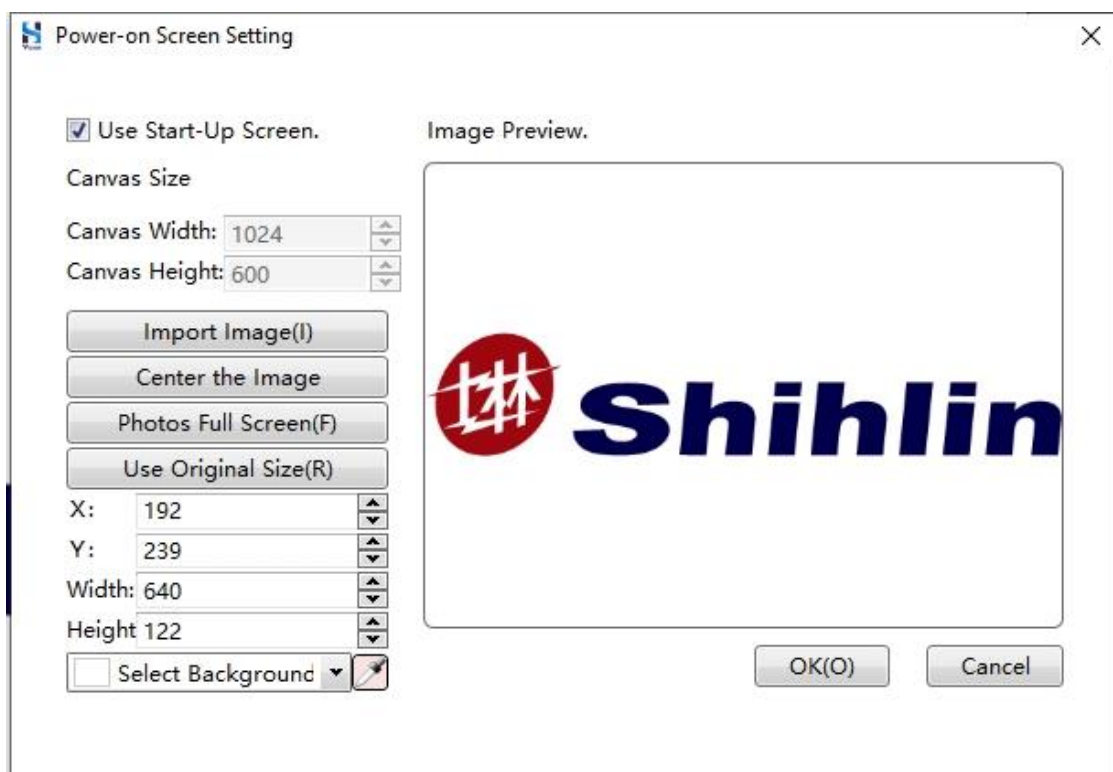 Power-on Screen Setting
Use Start-Up Screen.
Image Preview.
Canvas Size
Canvas Width: 1024
Canvas Height: 600
Import Image(I)
Center the Image
Photos Full Screen(F)
Use Original Size(R)
X: 192
Y: 239
Width: 640
Height 122
Select Background
Shihlin
OK(O)
Cancel